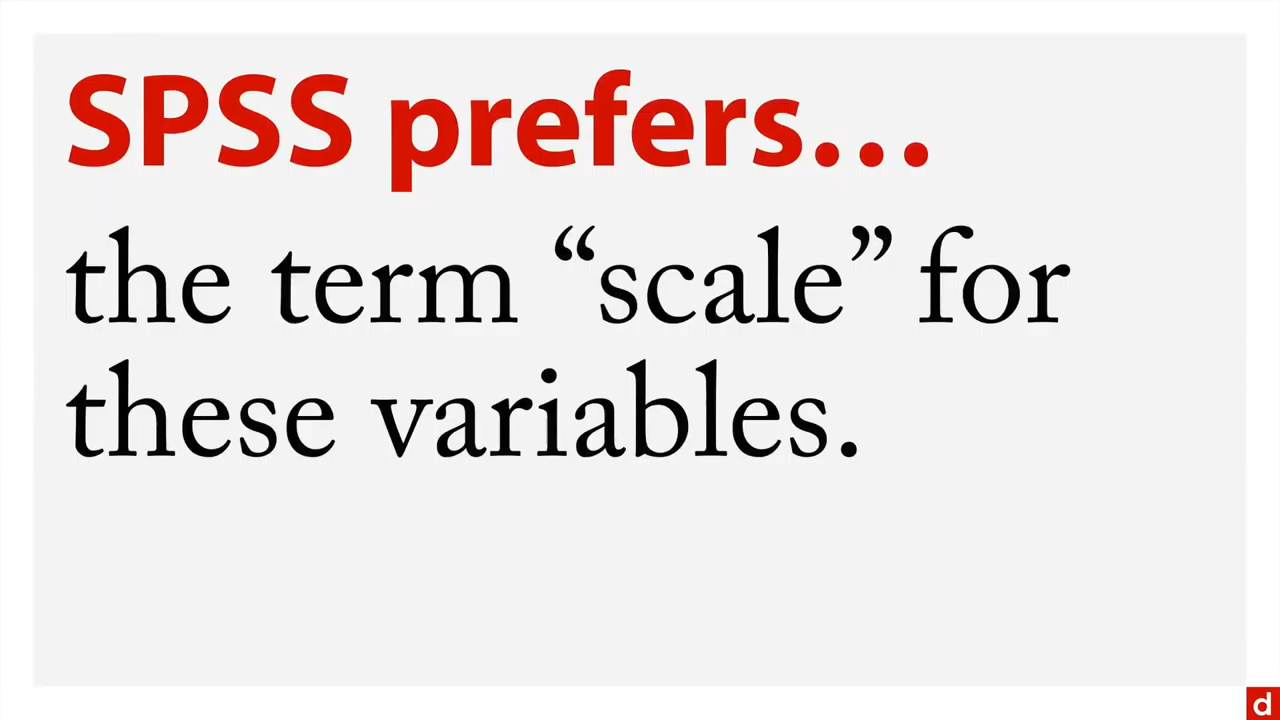 SPSS prefers…
the term “scale” for
these variables.
d